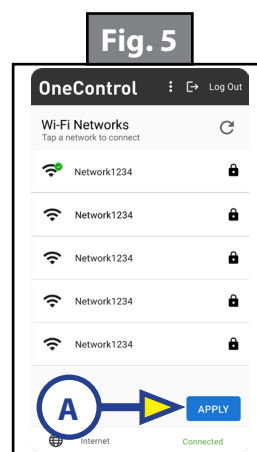 Fig. 5
OneControl Log Out
Wi-Fi Networks
Tap a network to connect
Network1234
Network1234
Network1234
Network1234
Network1234
A APPLY
Internet Connected